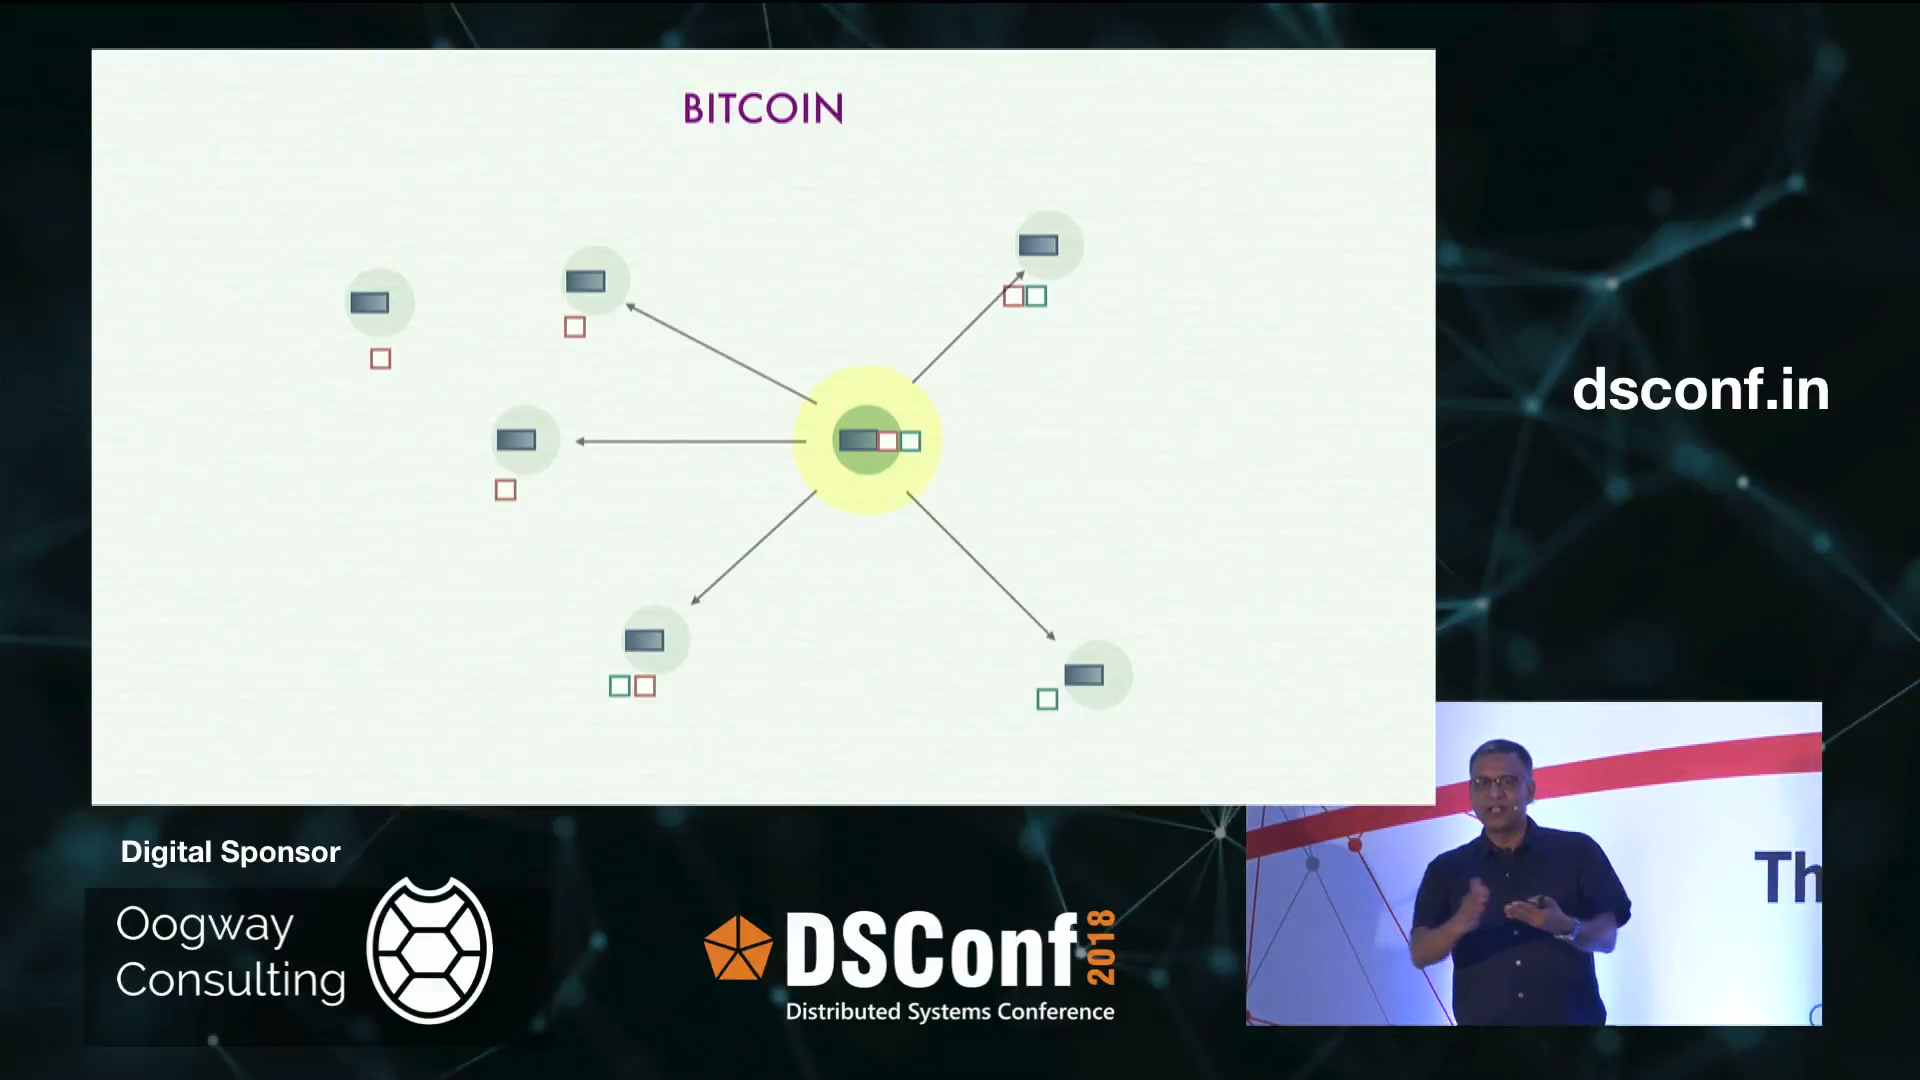 BITCOIN
dsconf.in
Digital Sponsor
Oogway
Consulting
DSConf
2018
Distributed Systems Conference
Th